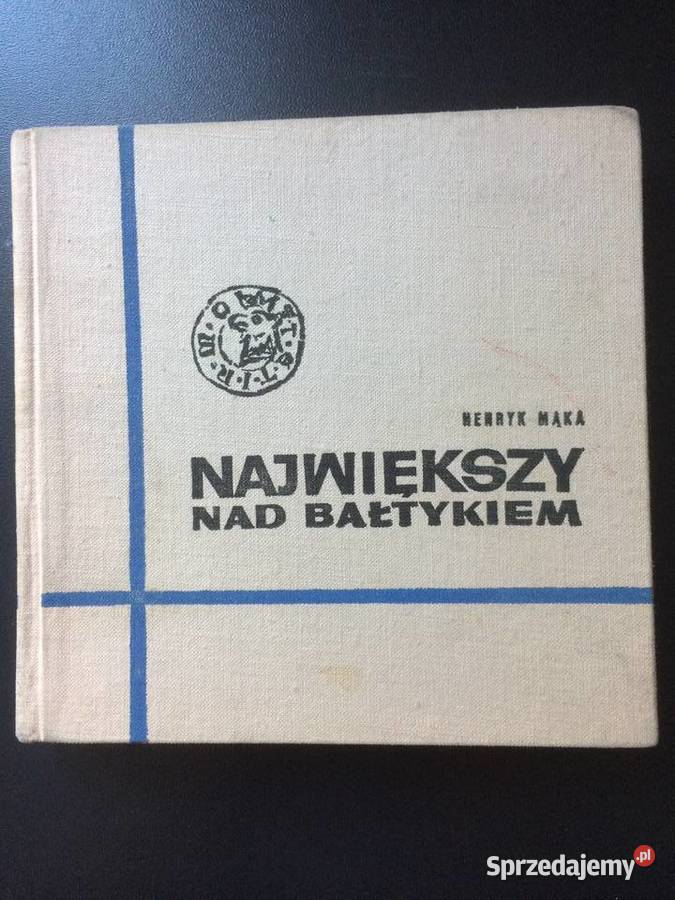 HENRYK MĄKA
NAJWIĘKSZY
NAD BAŁTYKIEM
Sprzedajemy.pl